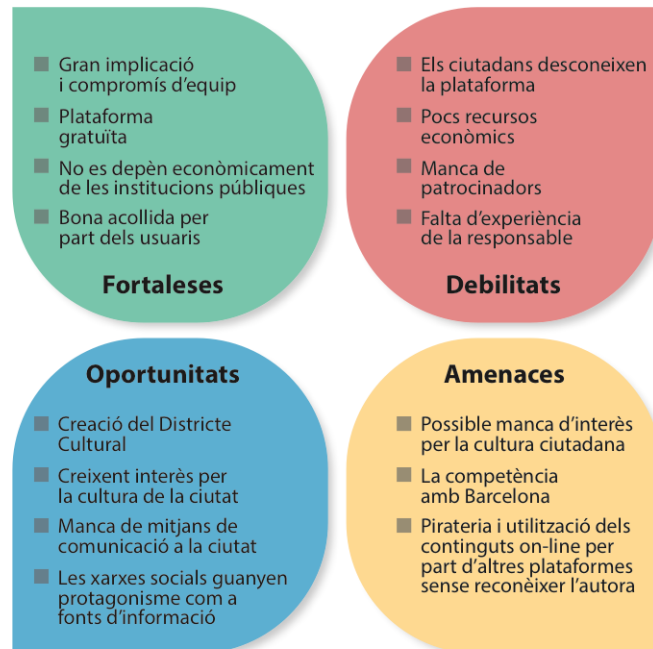 Gran implicació
i compromís d'equip
Plataforma
gratuïta
No es depèn econòmicament
de les institucions públiques
Bona acollida per
part dels usuaris
Fortaleses
Els ciutadans desconeixen
la plataforma
Pocs recursos
econòmics
Manca de
patrocinadors
Falta d'experiència
de la responsable
Debilitats
Oportunitats
Creació del Districte
Cultural
Creixent interès per
la cultura de la ciutat
Manca de mitjans de
comunicació a la ciutat
Les xarxes socials guanyen
protagonisme com a
fonts d'informació
Amenaces
Possible manca d'interès
per la cultura ciutadana
La competència
amb Barcelona
Pirateria i utilització dels
continguts on-line per
part d'altres plataformes
sense reconèixer l'autora